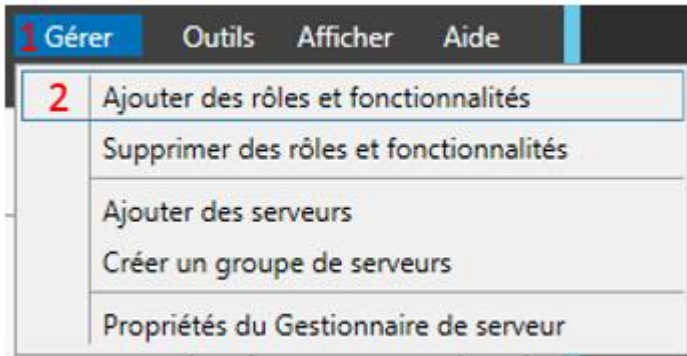 1 Gérer Outils Afficher Aide
2 Ajouter des rôles et fonctionnalités
Supprimer des rôles et fonctionnalités
Ajouter des serveurs
Créer un groupe de serveurs
Propriétés du Gestionnaire de serveur